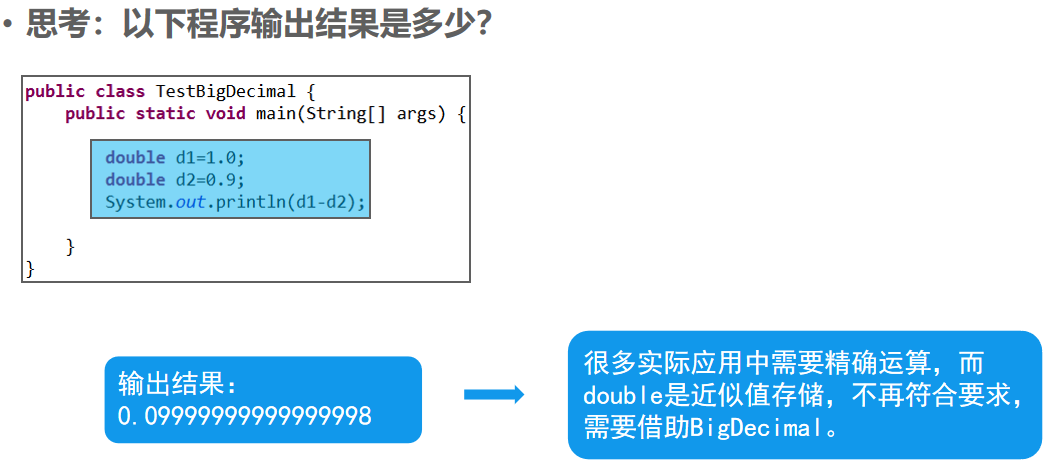 • 思考：以下程序输出结果是多少？
public class TestBigDecimal {
public static void main(String[] args) {
double d1=1.0;
double d2=0.9;
System.out.println(d1-d2);
}
}
输出结果：
0.09999999999999998
很多实际应用中需要精确运算，而
double是近似值存储，不再符合要求，
需要借助BigDecimal。